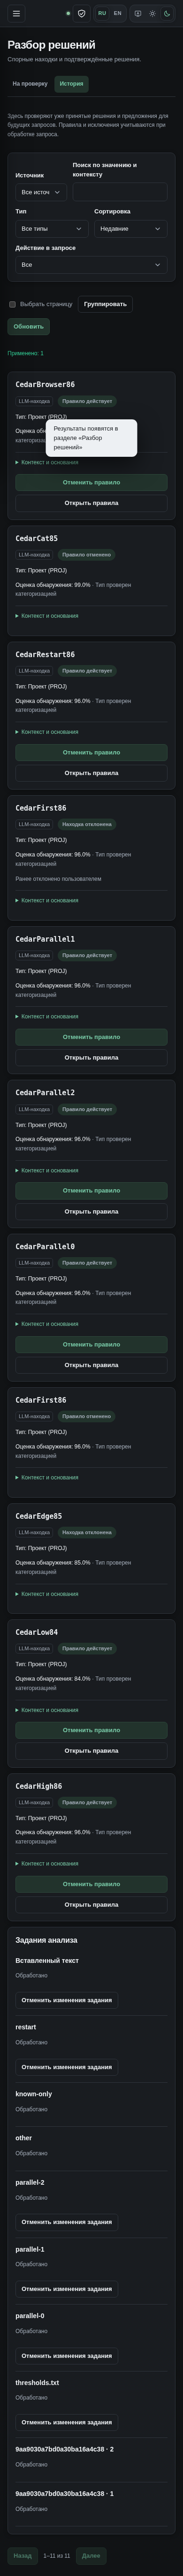 RU EN
Разбор решений
Спорные находки и подтверждённые решения.
На проверку История
Здесь хранятся уже принятые решения и предложения для
будущих запросов. Правила и исключения учитываются при
обработке запроса.
Источник
Все источ
Поиск по значению и
контексту
Тип
Все типы
Сортировка
Недавние
Действие в запросе
Все
Выбрать страницу Группировать
Обновить
Применено: 1
CedarBrowser86
LLM-находка Правило действует
Тип: Проект (PROJ)
Оценка обна
категоризацией
Результаты появятся в
разделе «Разбор
решений»
Контекст и основания
Отменить правило
Открыть правила
CedarCat85
LLM-находка Правило отменено
Тип: Проект (PROJ)
Оценка обнаружения: 99.0% · Тип проверен
категоризацией
Контекст и основания
CedarRestart86
LLM-находка Правило действует
Тип: Проект (PROJ)
Оценка обнаружения: 96.0% · Тип проверен
категоризацией
Контекст и основания
Отменить правило
Открыть правила
CedarFirst86
LLM-находка Находка отклонена
Тип: Проект (PROJ)
Оценка обнаружения: 96.0% · Тип проверен
категоризацией
Ранее отклонено пользователем
Контекст и основания
CedarParallel1
LLM-находка Правило действует
Тип: Проект (PROJ)
Оценка обнаружения: 96.0% · Тип проверен
категоризацией
Контекст и основания
Отменить правило
Открыть правила
CedarParallel2
LLM-находка Правило действует
Тип: Проект (PROJ)
Оценка обнаружения: 96.0% · Тип проверен
категоризацией
Контекст и основания
Отменить правило
Открыть правила
CedarParallel0
LLM-находка Правило действует
Тип: Проект (PROJ)
Оценка обнаружения: 96.0% · Тип проверен
категоризацией
Контекст и основания
Отменить правило
Открыть правила
CedarFirst86
LLM-находка Правило отменено
Тип: Проект (PROJ)
Оценка обнаружения: 96.0% · Тип проверен
категоризацией
Контекст и основания
CedarEdge85
LLM-находка Находка отклонена
Тип: Проект (PROJ)
Оценка обнаружения: 85.0% · Тип проверен
категоризацией
Контекст и основания
CedarLow84
LLM-находка Правило действует
Тип: Проект (PROJ)
Оценка обнаружения: 84.0% · Тип проверен
категоризацией
Контекст и основания
Отменить правило
Открыть правила
CedarHigh86
LLM-находка Правило действует
Тип: Проект (PROJ)
Оценка обнаружения: 96.0% · Тип проверен
категоризацией
Контекст и основания
Отменить правило
Открыть правила
Задания анализа
Вставленный текст
Обработано
Отменить изменения задания
restart
Обработано
Отменить изменения задания
known-only
Обработано
other
Обработано
parallel-2
Обработано
Отменить изменения задания
parallel-1
Обработано
Отменить изменения задания
parallel-0
Обработано
Отменить изменения задания
thresholds.txt
Обработано
Отменить изменения задания
9aa9030a7bd0a30ba16a4c38 · 2
Обработано
9aa9030a7bd0a30ba16a4c38 · 1
Обработано
Назад 1–11 из 11 Далее